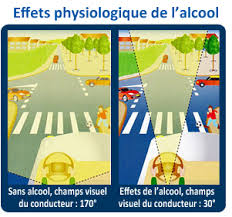 Effets physiologique de l'alcool
Sans alcool, champs visuel
du conducteur : 170°
Effets de l'alcool, champs
visuel du conducteur : 30°